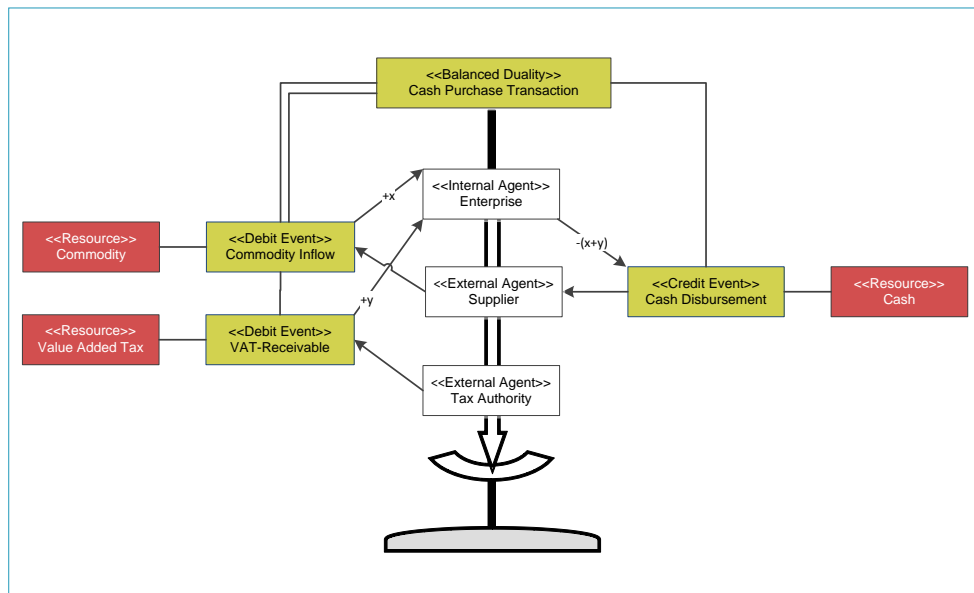 <<Balanced Duality>>
Cash Purchase Transaction
<<Internal Agent>>
Enterprise
+x
-(x+y)
<<Resource>>
Commodity
<<Debit Event>>
Commodity Inflow
<<External Agent>>
Supplier
<<Credit Event>>
Cash Disbursement
<<Resource>>
Cash
+y
<<Resource>>
Value Added Tax
<<Debit Event>>
VAT-Receivable
<<External Agent>>
Tax Authority